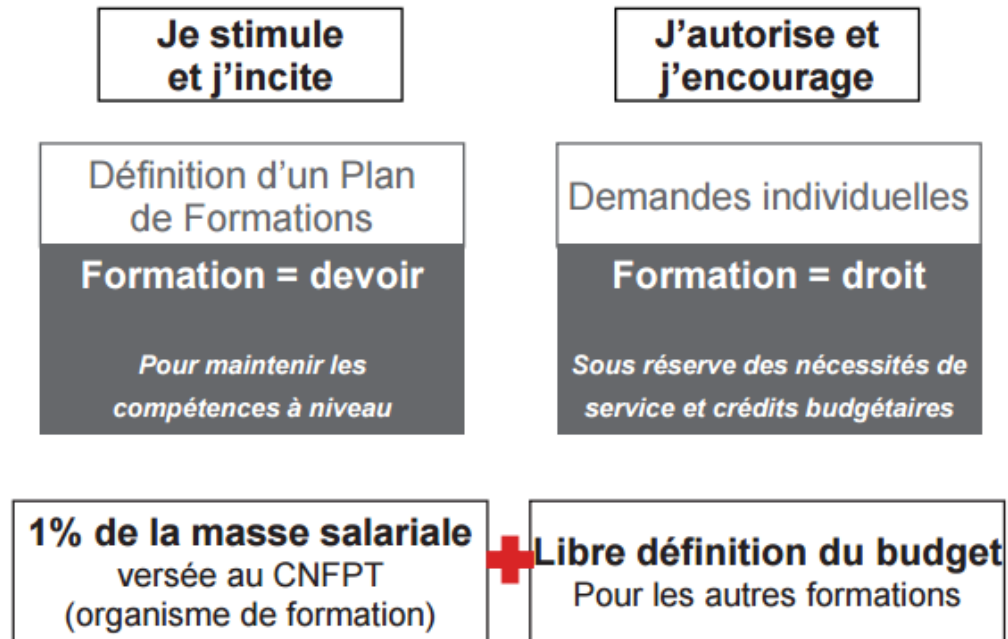 Je stimule
et j'incite
J'autorise et
j'encourage
Définition d'un Plan
de Formations
Formation = devoir
Pour maintenir les
compétences à niveau
Demandes individuelles
Formation = droit
Sous réserve des nécessités de
service et crédits budgétaires
1% de la masse salariale
versée au CNFPT
(organisme de formation)
Libre définition du budget
Pour les autres formations